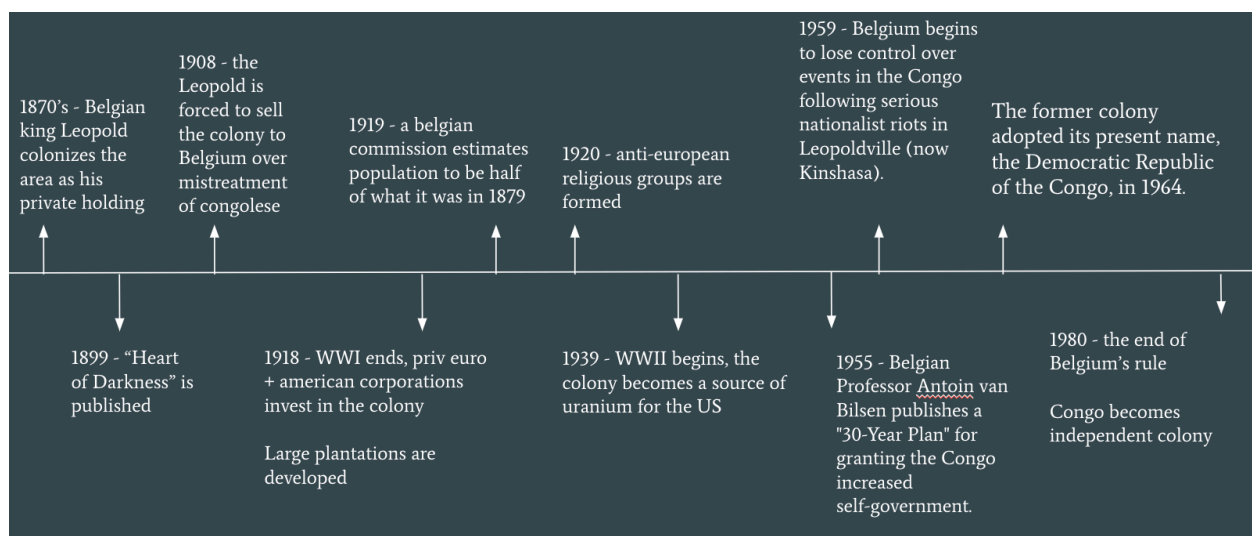 1870's - Belgian
king Leopold
colonizes the
area as his
private holding
1899 - “Heart
of Darkness” is
published
1908 - the
Leopold is
forced to sell
the colony to
Belgium over
mistreatment
of congolese
1918 - WWI ends, priv euro
+ american corporations
invest in the colony
Large plantations are
developed
1919 - a belgian
commission estimates
population to be half
of what it was in 1879
1920 - anti-european
religious groups are
formed
1939 - WWII begins, the
colony becomes a source of
uranium for the US
1955 - Belgian
Professor Antoin van
Bilsen publishes a
"30-Year Plan" for
granting the Congo
increased
self-government.
1959 - Belgium begins
to lose control over
events in the Congo
following serious
nationalist riots in
Leopoldville (now
Kinshasa).
The former colony
adopted its present name,
the Democratic Republic
of the Congo, in 1964.
1980 - the end of
Belgium's rule
Congo becomes
independent colony